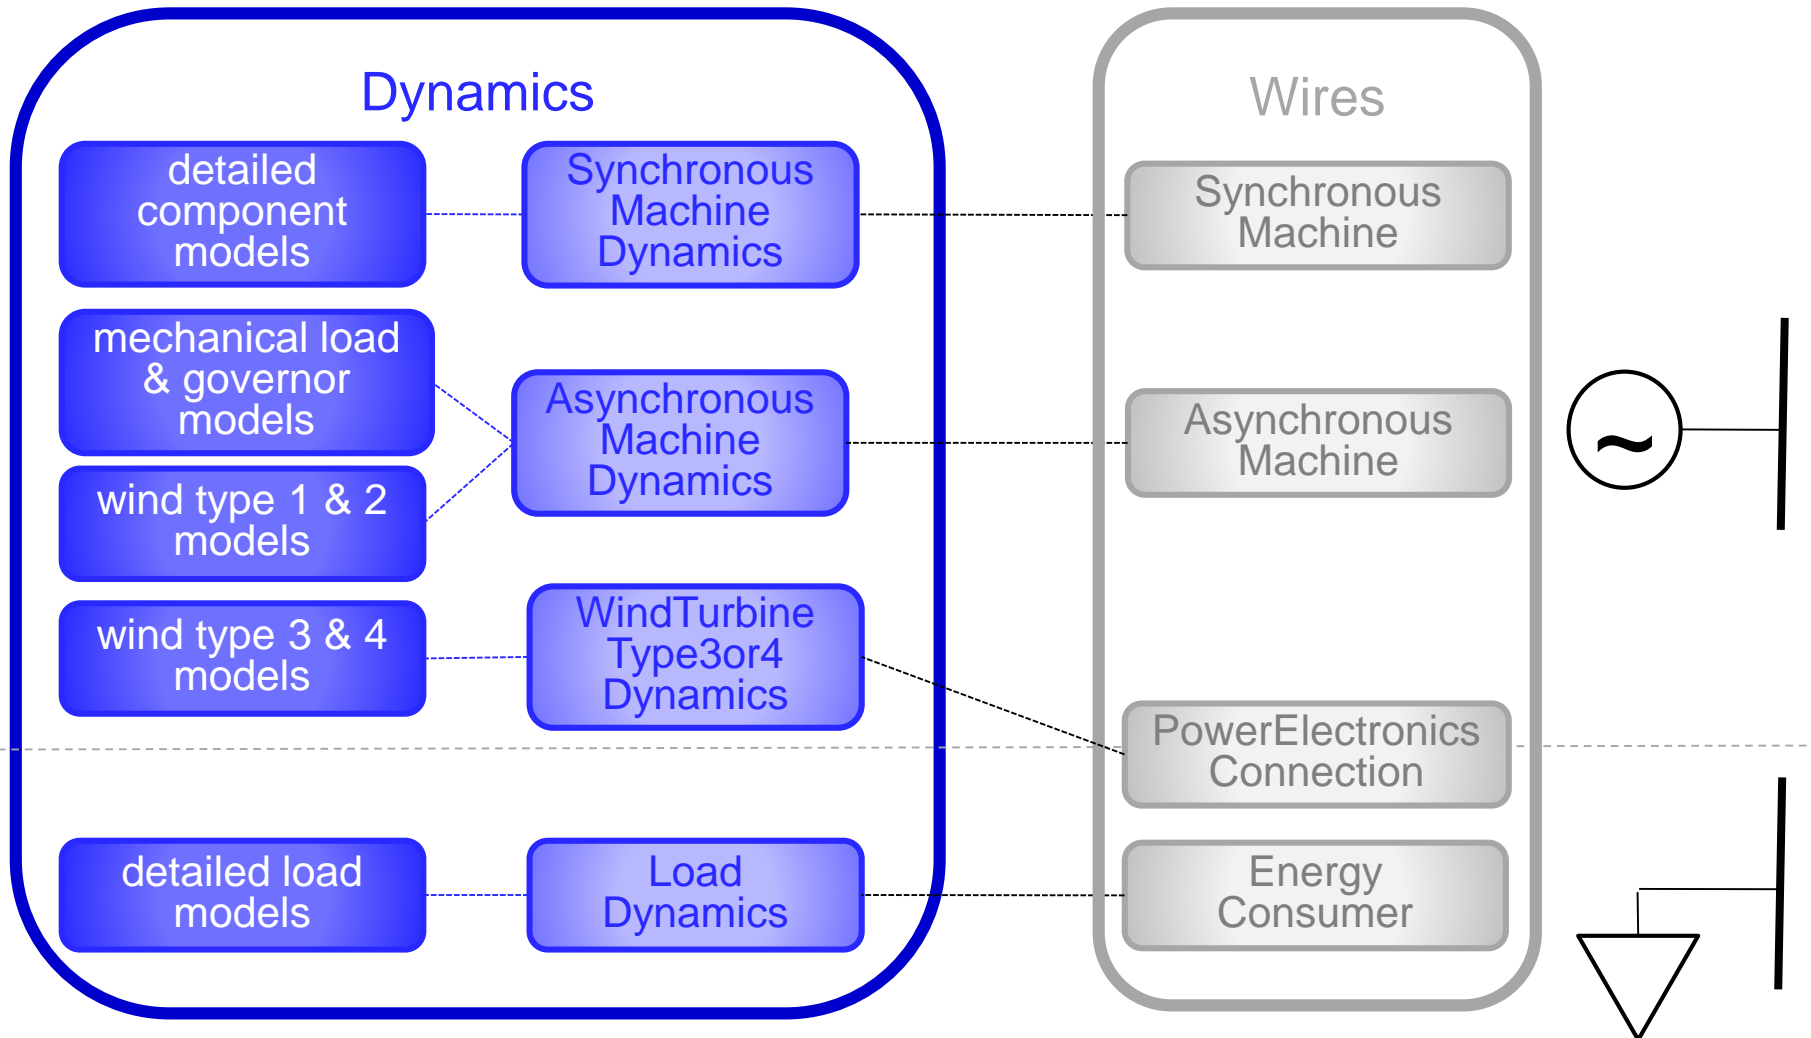 Dynamics
detailed
component
models
Synchronous
Machine
Dynamics
mechanical load
& governor
models
Asynchronous
Machine
Dynamics
wind type 1 & 2
models
wind type 3 & 4
models
WindTurbine
Type3or4
Dynamics
detailed load
models
Load
Dynamics
Wires
Synchronous
Machine
Asynchronous
Machine
PowerElectronics
Connection
Energy
Consumer
~